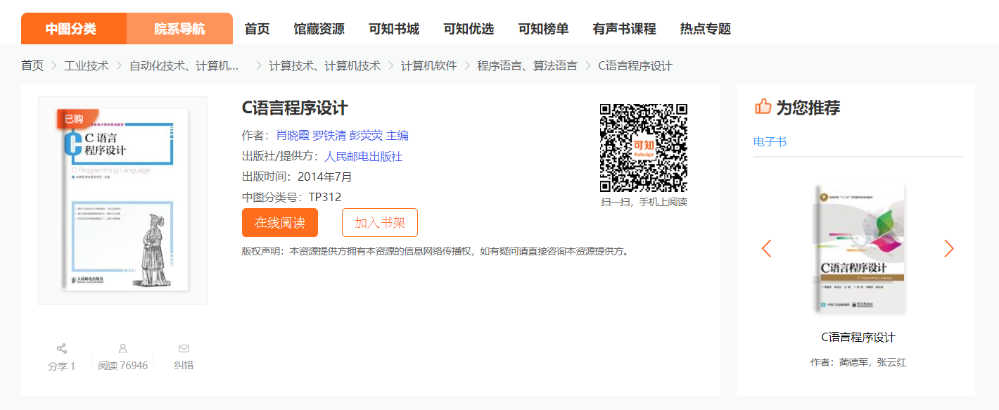 中图分类 院系导航 首页 馆藏资源 可知书城 可知优选 可知榜单 有声书课程 热点专题
首页 > 工业技术 > 自动化技术、计算机... > 计算技术、计算机技术 > 计算机软件 > 程序语言、算法语言 > C语言程序设计
已购
C 语言
程序设计
C Programming Language
人民邮电出版社
分享 1
阅读 76946
纠错
C语言程序设计
作者：肖晓霞 罗铁清 彭荧荧 主编
出版社/提供方：人民邮电出版社
出版时间：2014年7月
中图分类号：TP312
在线阅读 加入书架
版权声明：本资源提供方拥有本资源的信息网络传播权，如有疑问请直接咨询本资源提供方。
可知
Keledge
扫一扫，手机上阅读
为您推荐
电子书
C语言程序设计
C语言程序设计
作者：蔺德军，张云红